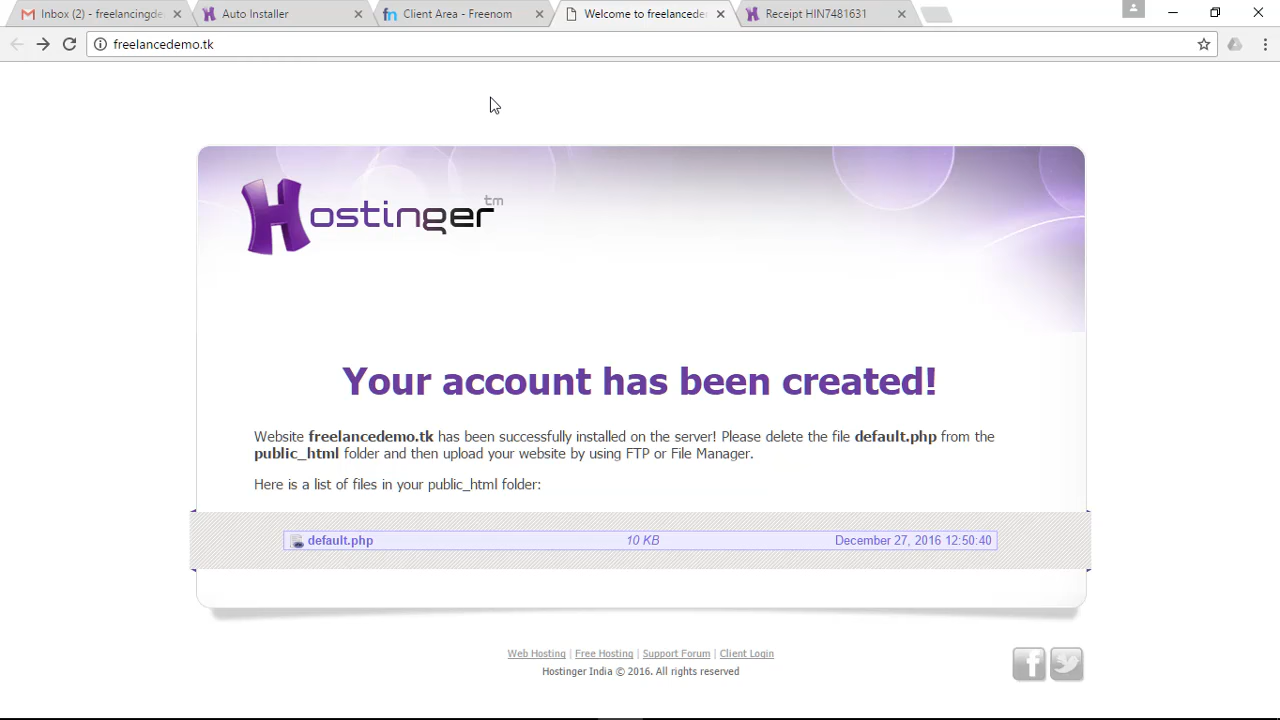 Inbox (2) - freelancingde
Auto Installer
Client Area - Freenom
Welcome to freelancede
Receipt HIN7481631
freelancedemo.tk
Hostinger tm
Your account has been created!
Website freelancedemo.tk has been successfully installed on the server! Please delete the file default.php from the
public_html folder and then upload your website by using FTP or File Manager.
Here is a list of files in your public_html folder:
default.php 10 KB December 27, 2016 12:50:40
Web Hosting | Free Hosting | Support Forum | Client Login
Hostinger India © 2016. All rights reserved